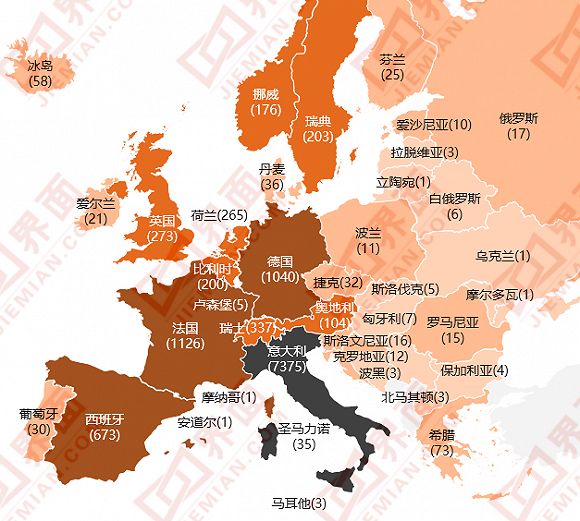 冰岛
(58)
挪威
(176)
瑞典
(203)
芬兰
(25)
俄罗斯
(17)
爱沙尼亚(10)
拉脱维亚(3)
立陶宛(1)
白俄罗斯
(6)
丹麦
(36)
爱尔兰
(21)
英国
(273)
荷兰(265)
比利时
(200)
德国
(1040)
波兰
(11)
乌克兰(1)
捷克(32)
斯洛伐克(5)
摩尔多瓦(1)
卢森堡(5)
法国
(1126)
瑞士(337)
奥地利
(104)
匈牙利(7)
罗马尼亚
(15)
斯洛文尼亚(16)
克罗地亚(12)
波黑(3)
保加利亚(4)
意大利
(7375)
北马其顿(3)
摩纳哥(1)
安道尔(1)
葡萄牙
(30)
西班牙
(673)
圣马力诺
(35)
希腊
(73)
马耳他(3)
界面
JIEMIAN.COM